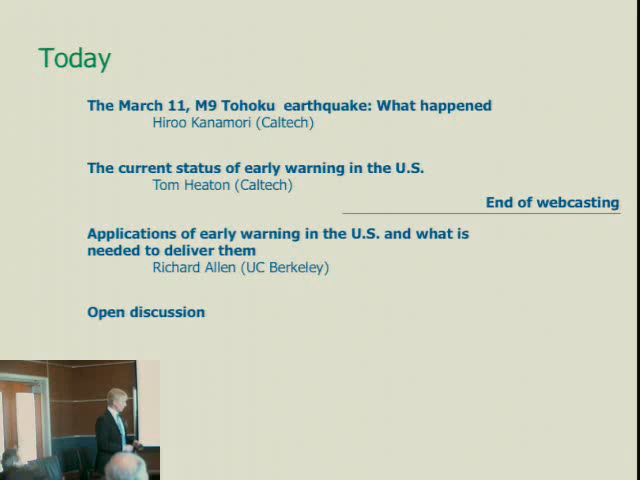 Today
The March 11, M9 Tohoku earthquake: What happened
Hiroo Kanamori (Caltech)
The current status of early warning in the U.S.
Tom Heaton (Caltech)
End of webcasting
Applications of early warning in the U.S. and what is
needed to deliver them
Richard Allen (UC Berkeley)
Open discussion